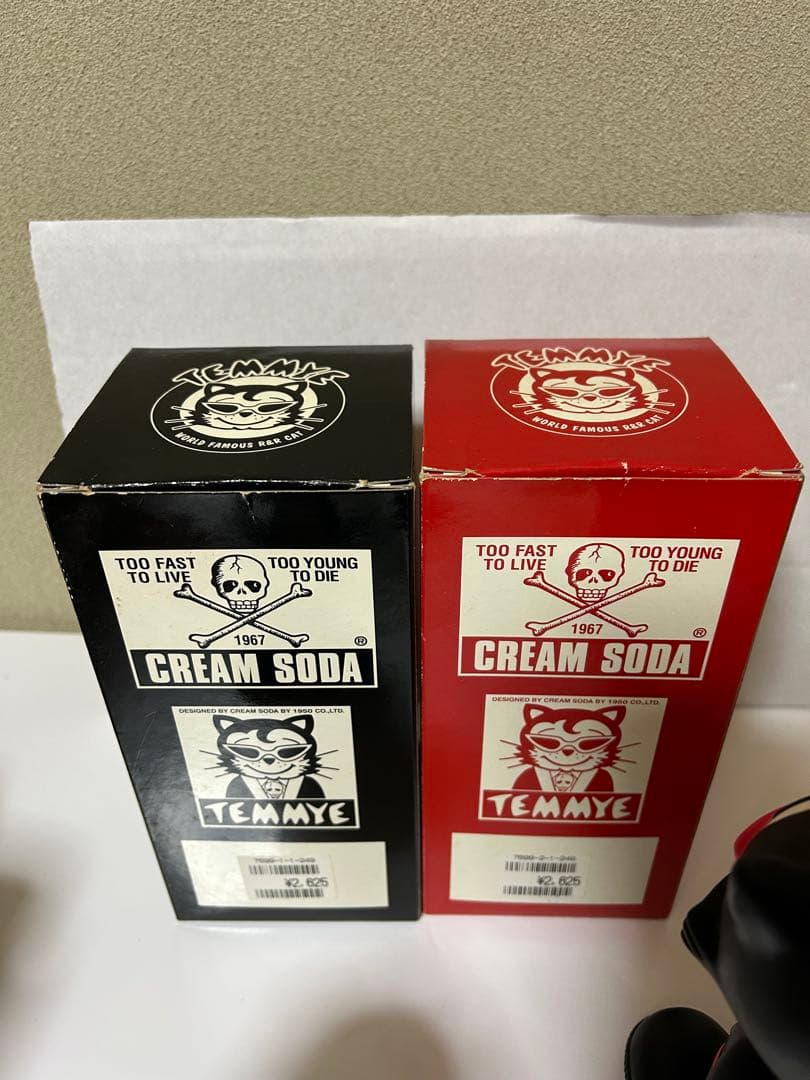 TEMMYE
WORLD FAMOUS R&R CAT
TOO FAST
TO LIVE
TOO YOUNG
TO DIE
1967
®
CREAM SODA
DESIGNED BY CREAM SODA BY 1950 CO.,LTD.
TEMMYE
¥2,625
TEMMYE
WORLD FAMOUS R&R CAT
TOO FAST
TO LIVE
TOO YOUNG
TO DIE
1967
®
CREAM SODA
DESIGNED BY CREAM SODA BY 1950 CO.,LTD.
TEMMYE
¥2,625